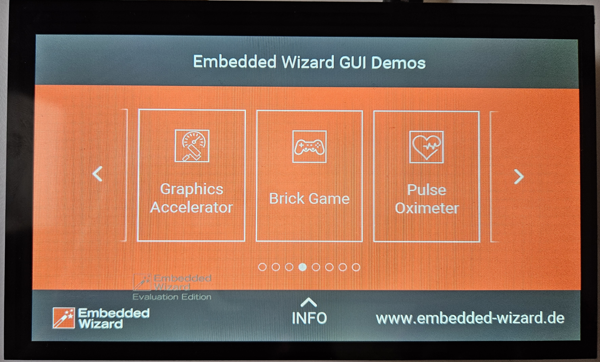 Embedded Wizard GUI Demos
Graphics
Accelerator
Brick Game
Pulse
Oximeter
Embedded
Wizard
Evaluation Edition
Embedded
Wizard
INFO
www.embedded-wizard.de